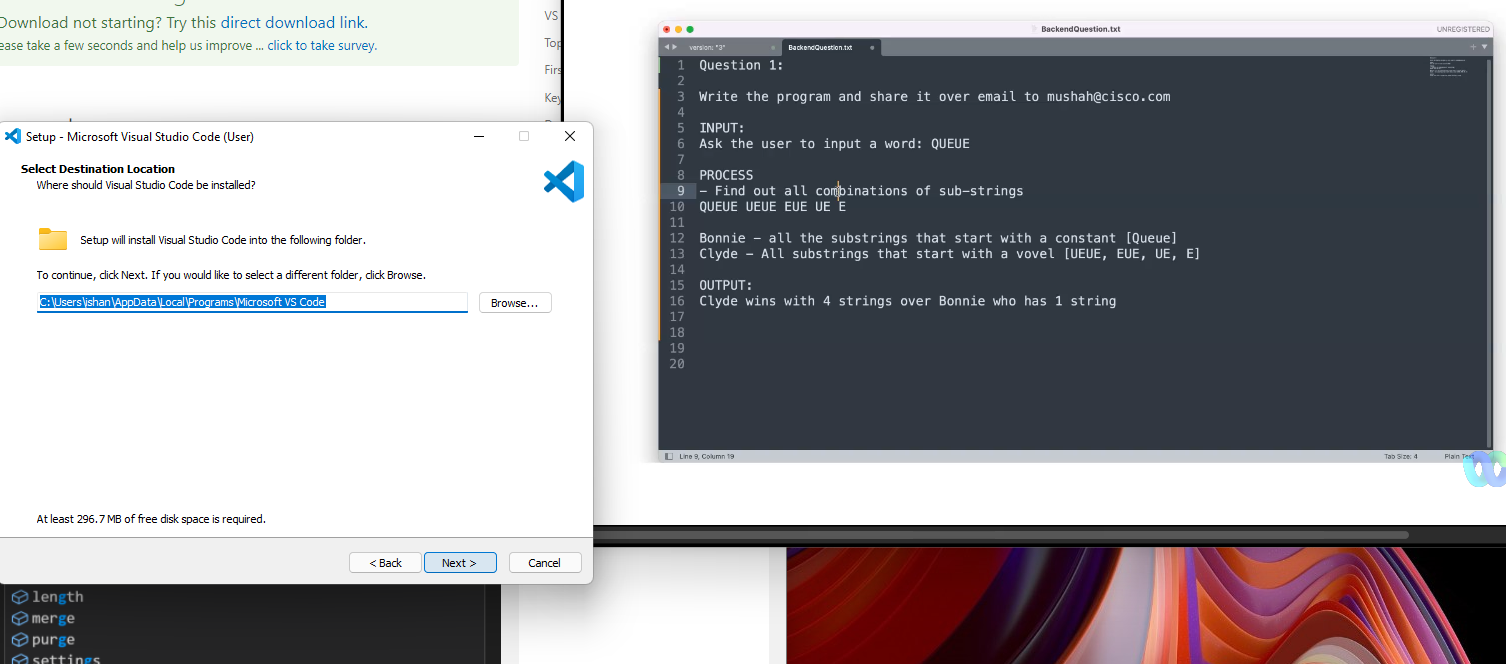 Download not starting? Try this direct download link.
ease take a few seconds and help us improve ... click to take survey.
VS
Top
Firs
Key
Setup - Microsoft Visual Studio Code (User)
Select Destination Location
Where should Visual Studio Code be installed?
Setup will install Visual Studio Code into the following folder.
To continue, click Next. If you would like to select a different folder, click Browse.
C:\Users\ishan\AppData\Local\Programs\Microsoft VS Code
Browse...
At least 296.7 MB of free disk space is required.
< Back
Next >
Cancel
length
merge
purge
settings
BackendQuestion.txt
UNREGISTERED
version: "3"
BackendQuestion.txt
1 Question 1:
2
3 Write the program and share it over email to mushah@cisco.com
4
5 INPUT:
6 Ask the user to input a word: QUEUE
7
8 PROCESS
9 - Find out all combinations of sub-strings
10 QUEUE UEUE EUE UE E
11
12 Bonnie - all the substrings that start with a constant [Queue]
13 Clyde - All substrings that start with a vovel [UEUE, EUE, UE, E]
14
15 OUTPUT:
16 Clyde wins with 4 strings over Bonnie who has 1 string
17
18
19
20
Line 9, Column 19
Tab Size: 4
Plain Text